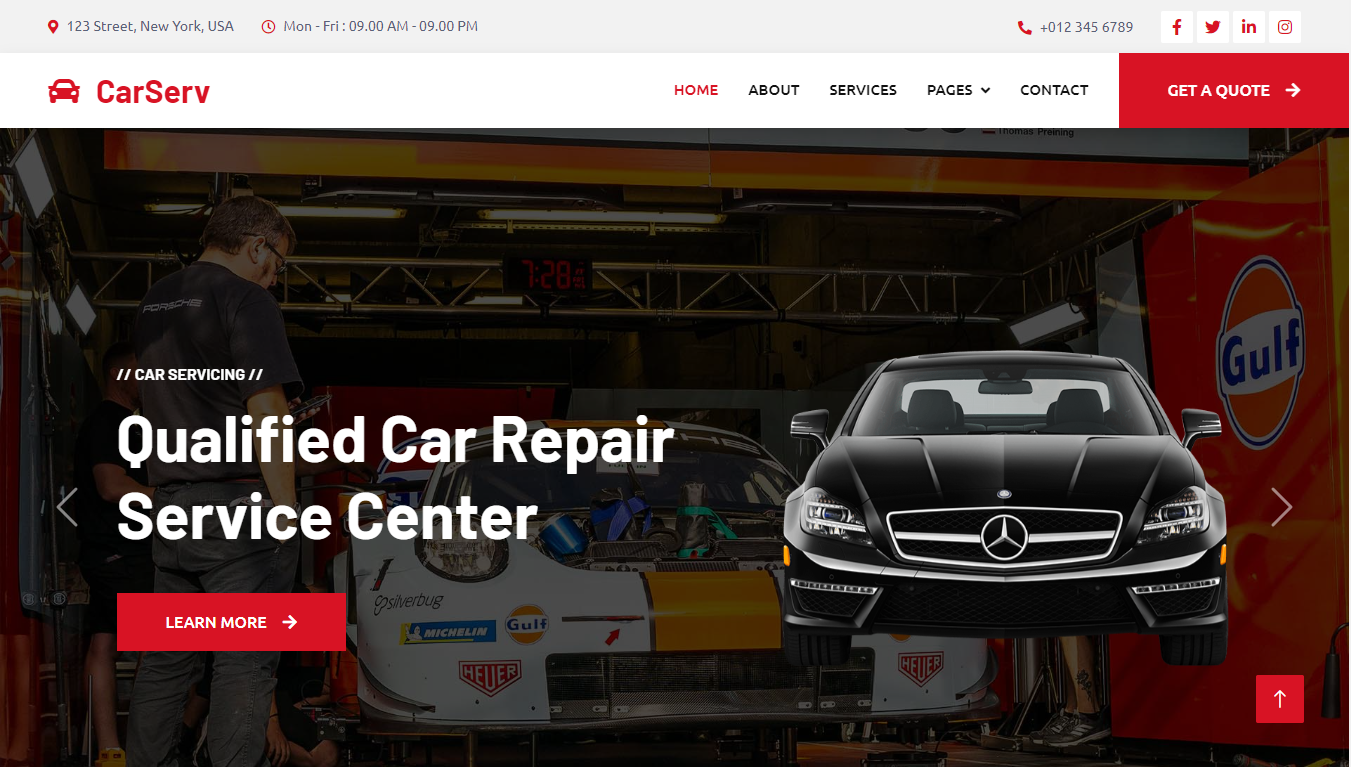 123 Street, New York, USA
Mon - Fri : 09.00 AM - 09.00 PM
+012 345 6789
CarServ
HOME
ABOUT
SERVICES
PAGES
CONTACT
GET A QUOTE
Thomas Preining
7:28
PORSCHE
Gulf
// CAR SERVICING //
Qualified Car Repair
Service Center
silverbug
LEARN MORE
MICHELIN
Gulf
HEUER
HEUER